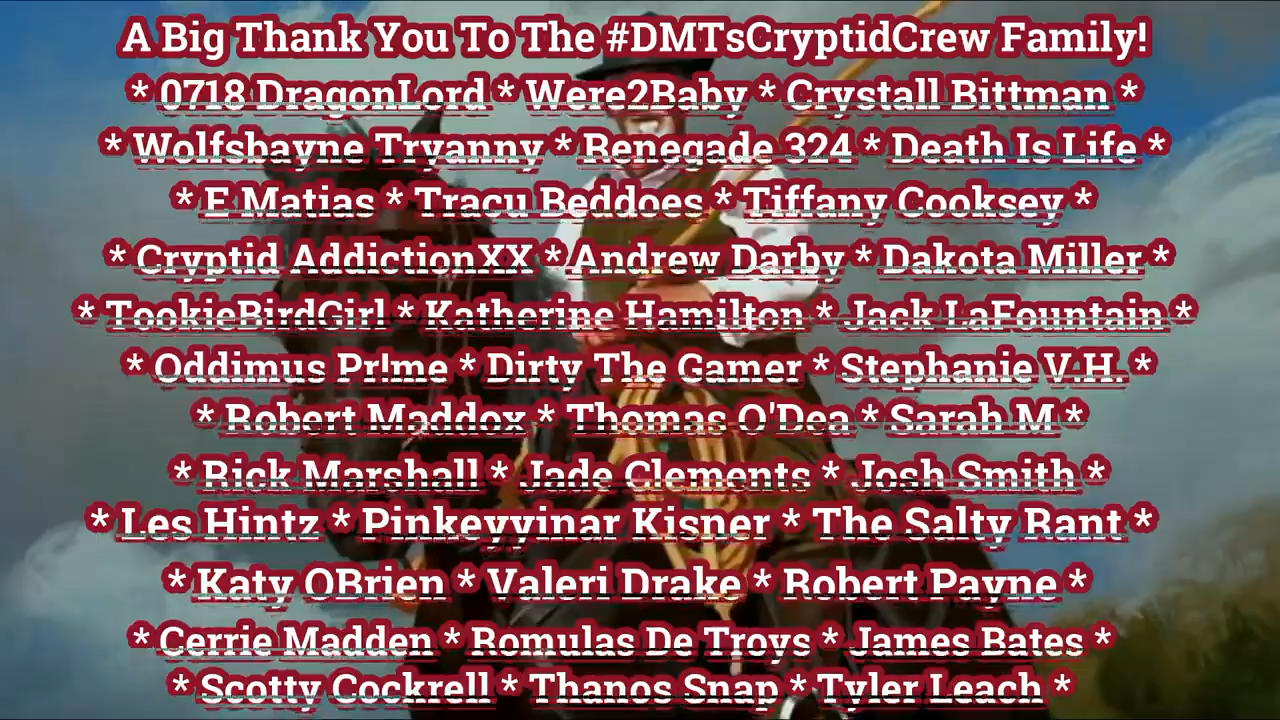 A Big Thank You To The #DMTsCryptidCrew Family!
* 0718 DragonLord * Were2Baby * Crystall Bittman *
* Wolfsbayne Tryanny * Renegade 324 * Death Is Life *
* E Matias * Tracu Beddoes * Tiffany Cooksey *
* Cryptid AddictionXX * Andrew Darby * Dakota Miller *
* TookieBirdGirl * Katherine Hamilton * Jack LaFountain *
* Oddimus Pr!me * Dirty The Gamer * Stephanie V.H. *
* Robert Maddox * Thomas O'Dea * Sarah M *
* Rick Marshall * Jade Clements * Josh Smith *
* Les Hintz * Pinkeyyinar Kisner * The Salty Rant *
* Katy OBrien * Valeri Drake * Robert Payne *
* Cerrie Madden * Romulas De Troys * James Bates *
* Scotty Cockrell * Thanos Snap * Tyler Leach *